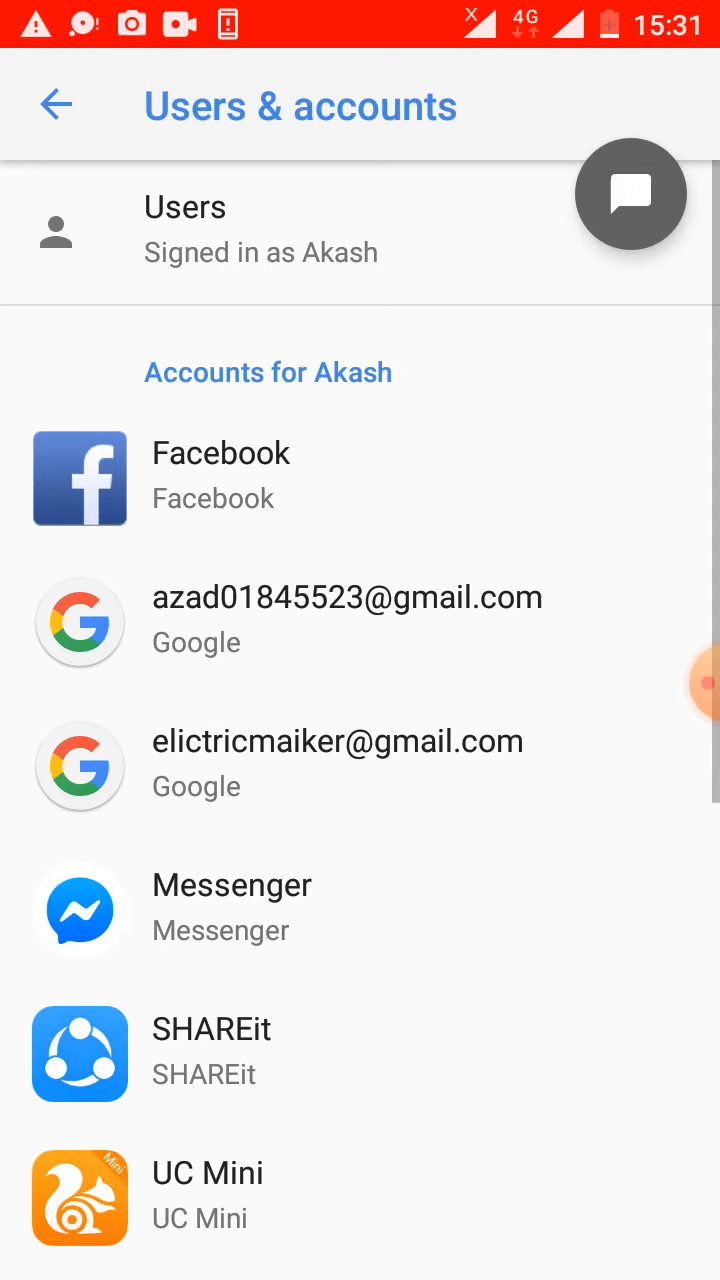 X 4G 15:31
Users & accounts
Users
Signed in as Akash
Accounts for Akash
Facebook
Facebook
azad01845523@gmail.com
Google
elictricmaiker@gmail.com
Google
Messenger
Messenger
SHAREit
SHAREit
Mini
UC Mini
UC Mini